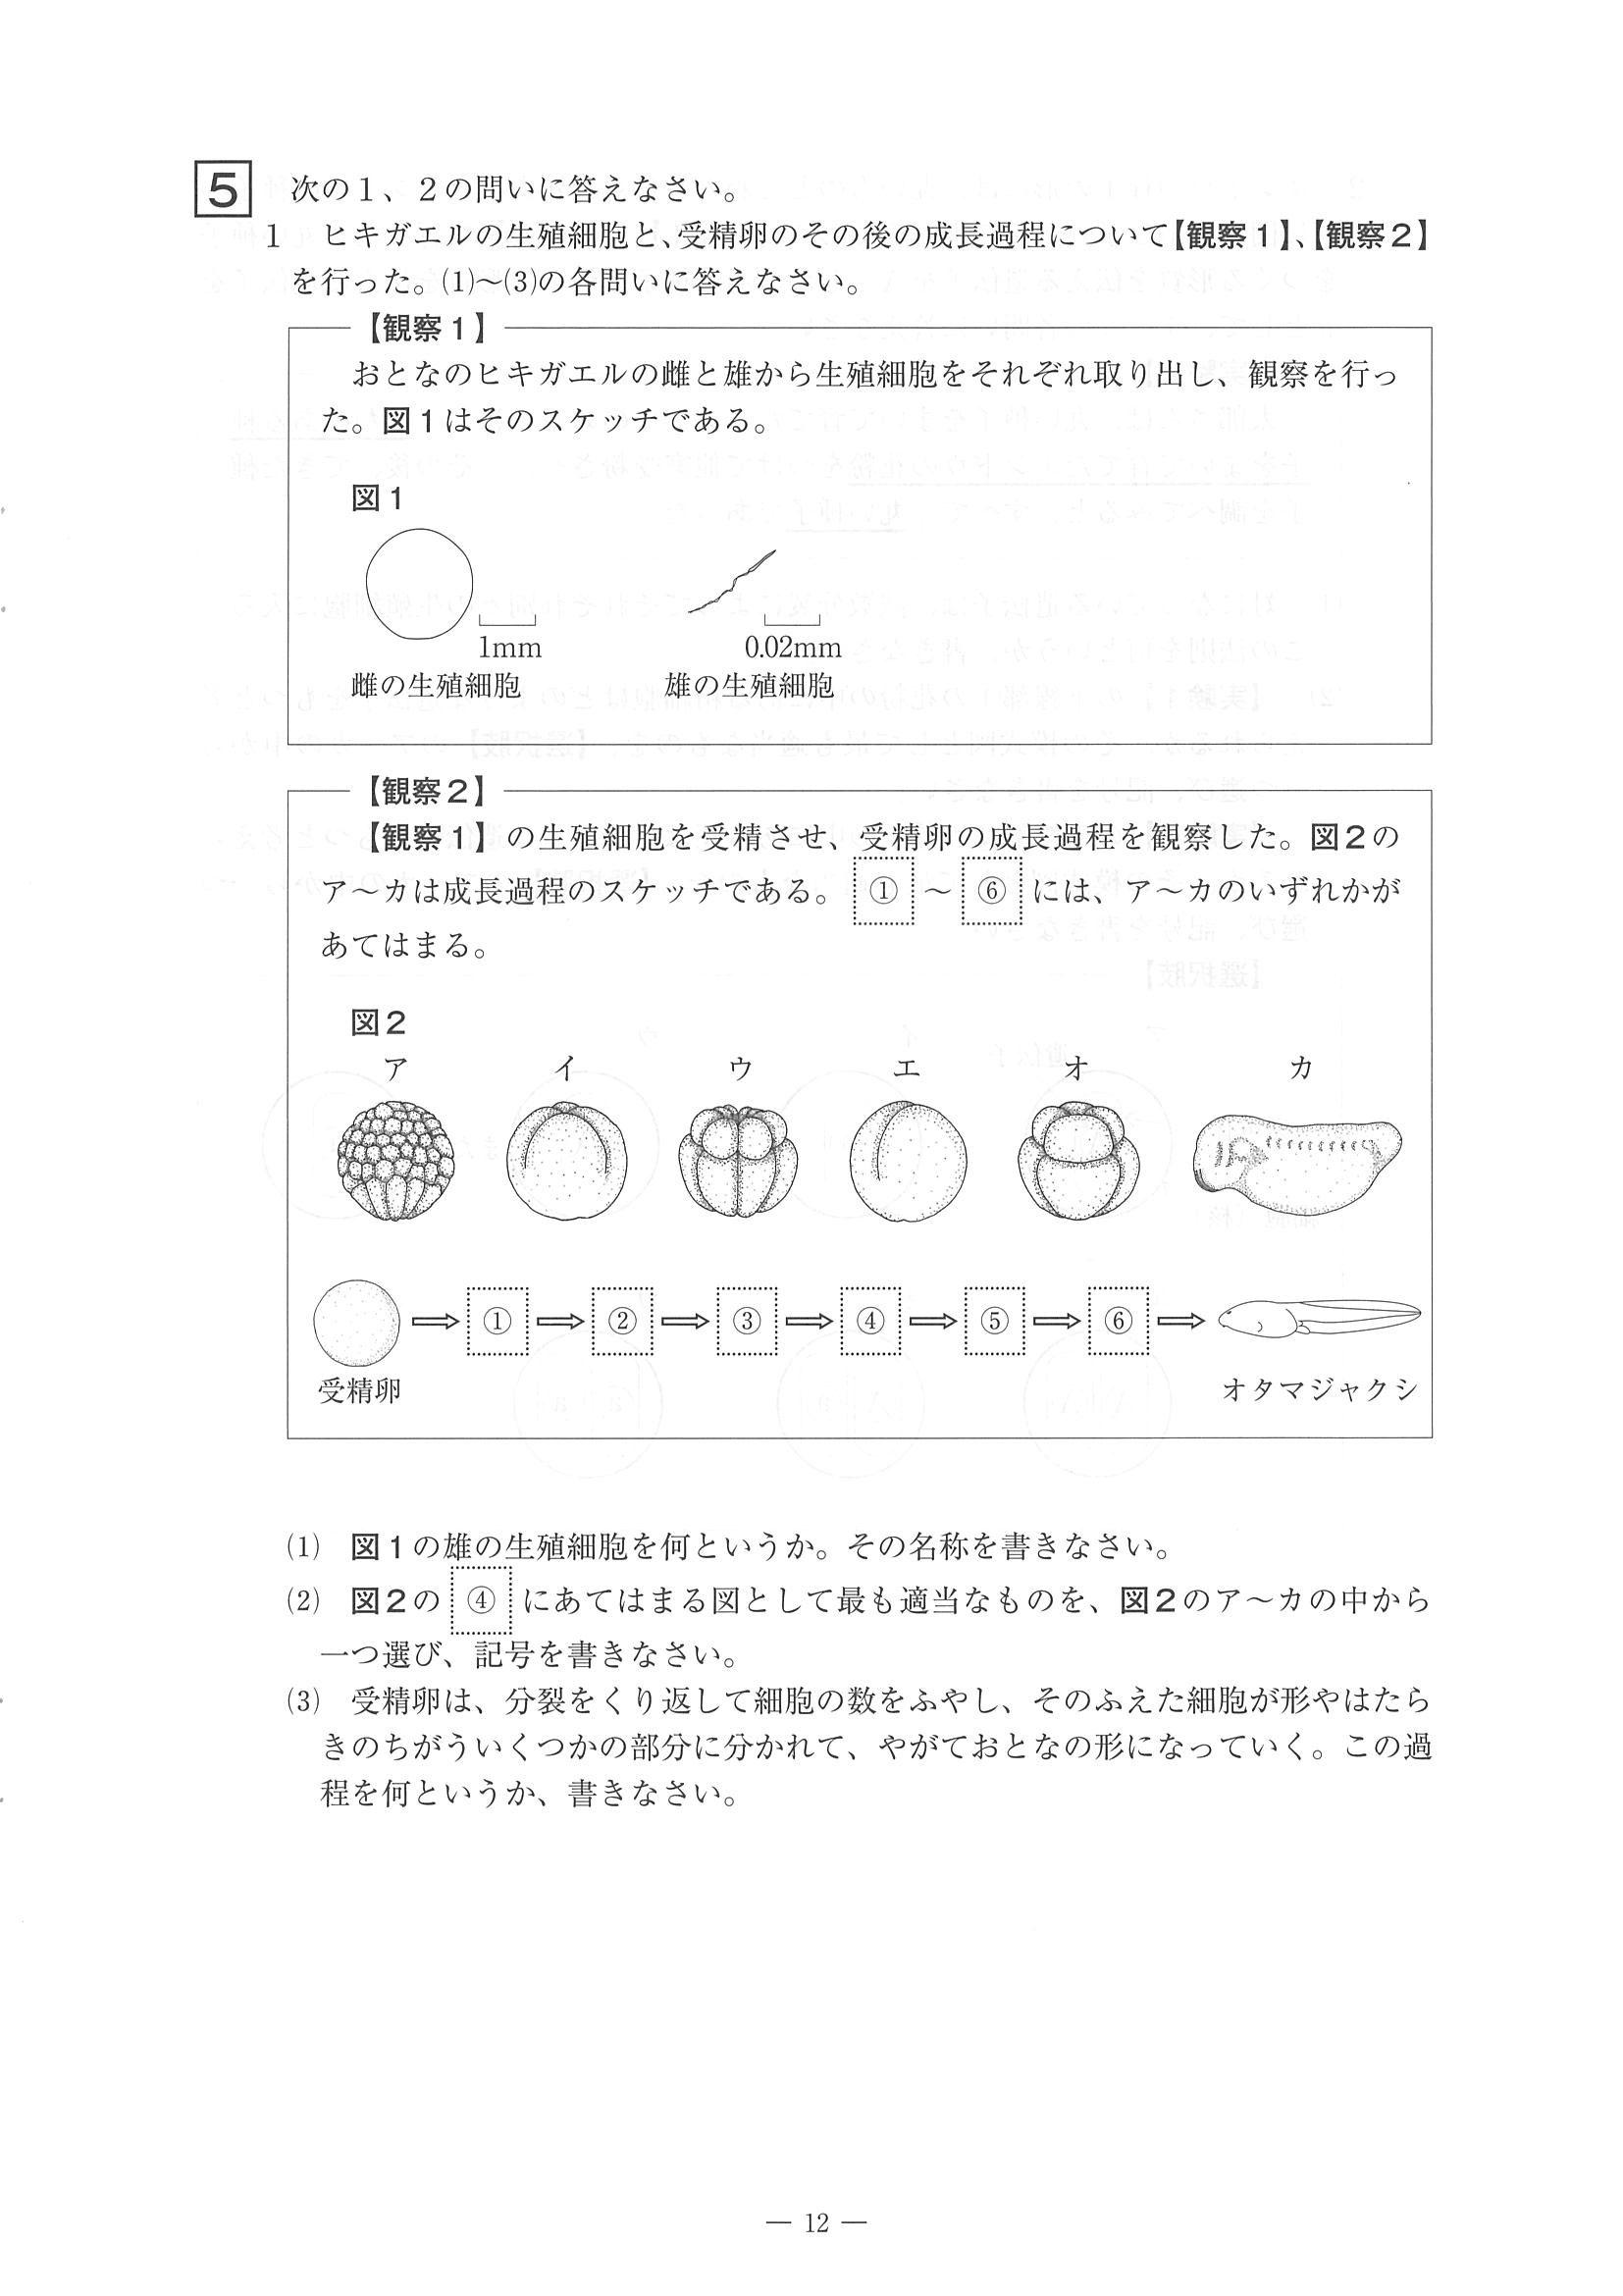 5 次の１、２の問いに答えなさい。
1 ヒキガエルの生殖細胞と、受精卵のその後の成長過程について【観察１】、【観察２】
を行った。⑴～⑶の各問いに答えなさい。
【観察１】
おとなのヒキガエルの雌と雄から生殖細胞をそれぞれ取り出し、観察を行っ
た。図１はそのスケッチである。
図１
1mm 0.02mm
雌の生殖細胞 雄の生殖細胞
【観察２】
【観察１】の生殖細胞を受精させ、受精卵の成長過程を観察した。図２の
ア～カは成長過程のスケッチである。① ～ ⑥ には、ア～カのいずれかが
あてはまる。
図２
ア イ ウ エ オ カ
① ② ③ ④ ⑤ ⑥
受精卵 オタマジャクシ
⑴ 図１の雄の生殖細胞を何というか。その名称を書きなさい。
⑵ 図２の ④ にあてはまる図として最も適当なものを、図２のア～カの中から
一つ選び、記号を書きなさい。
⑶ 受精卵は、分裂をくり返して細胞の数をふやし、そのふえた細胞が形やはたら
きのちがういくつかの部分に分かれて、やがておとなの形になっていく。この過
程を何というか、書きなさい。
― 12 ―